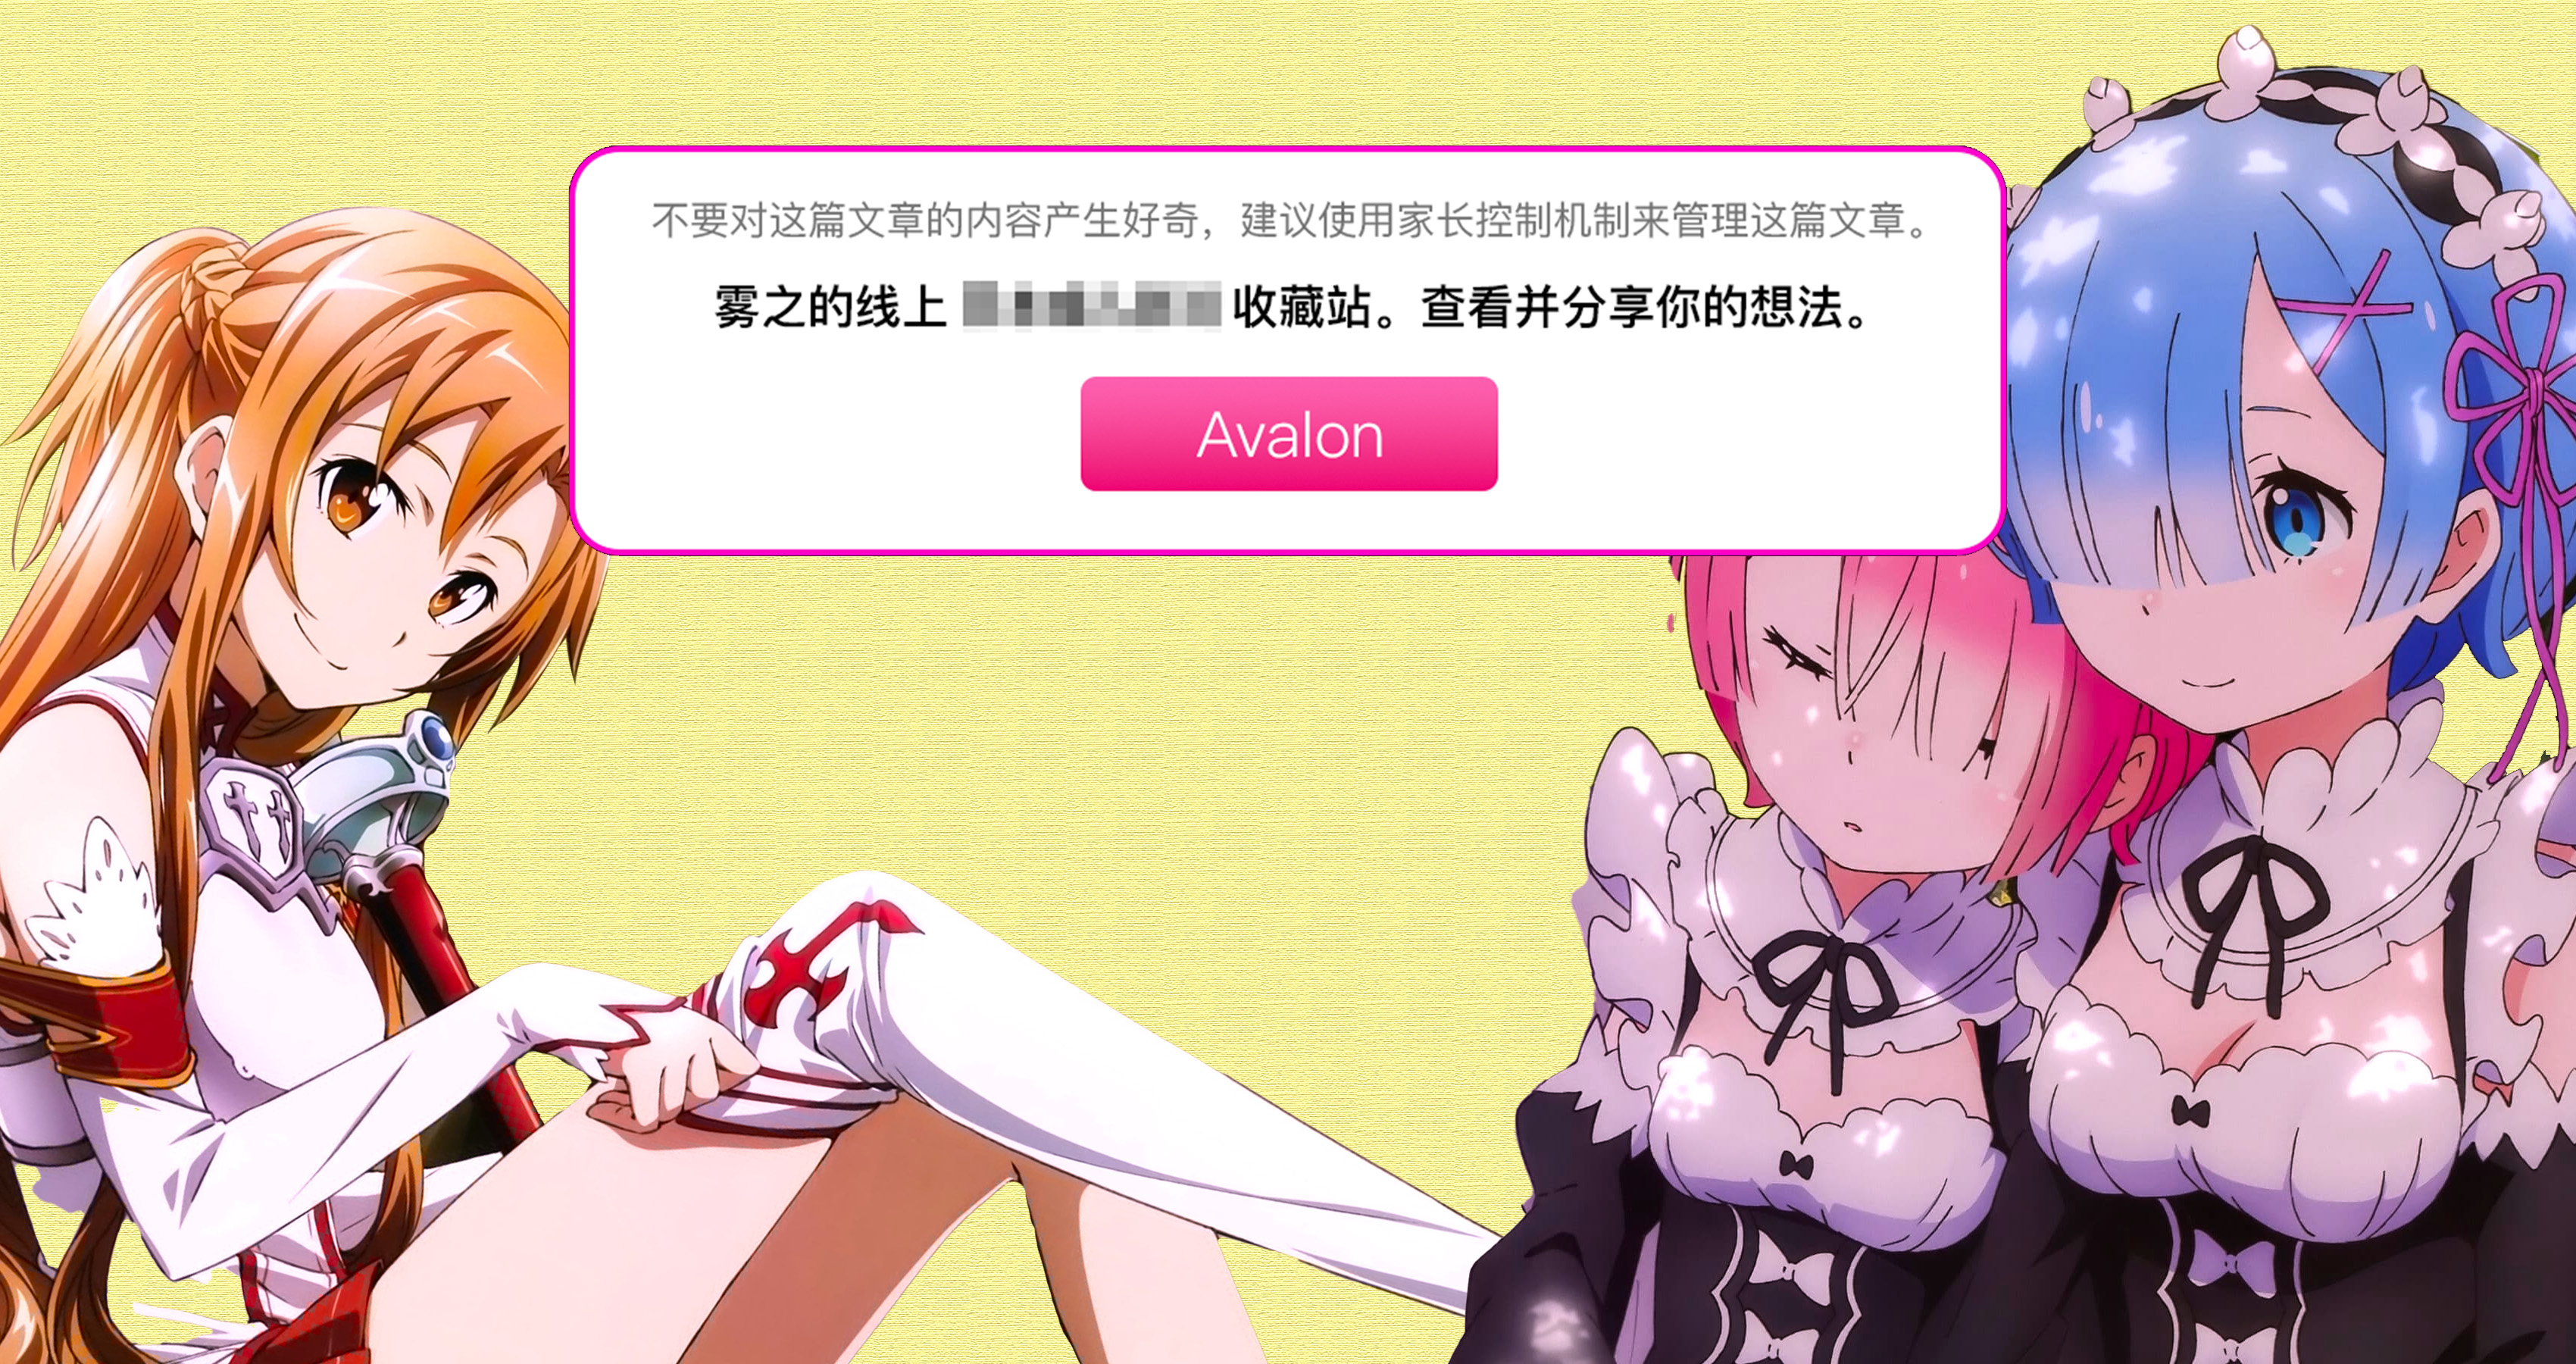 不要对这篇文章的内容产生好奇，建议使用家长控制机制来管理这篇文章。
雾之的线上 收藏站。查看并分享你的想法。
Avalon